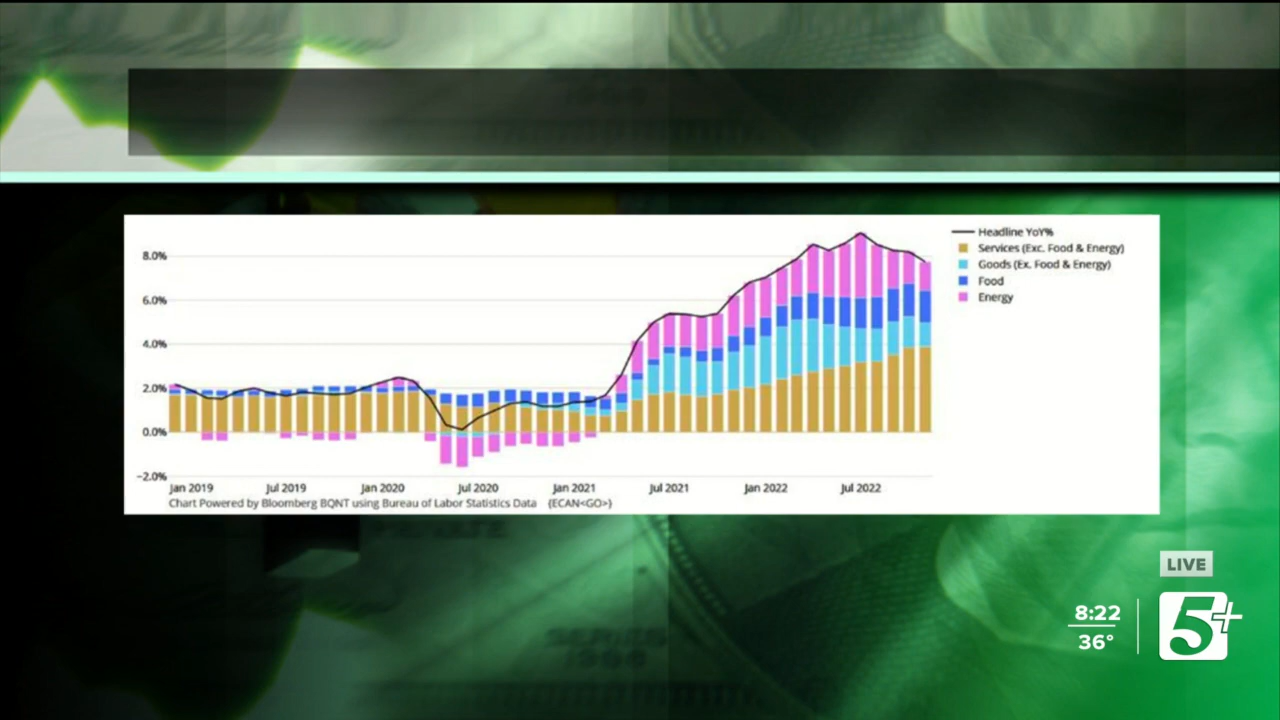 Headline YoY%
Services (Exc. Food & Energy)
Goods (Ex. Food & Energy)
Food
Energy
8.0%
6.0%
4.0%
2.0%
0.0%
−2.0%
Jan 2019 Jul 2019 Jan 2020 Jul 2020 Jan 2021 Jul 2021 Jan 2022 Jul 2022
Chart Powered by Bloomberg BQNT using Bureau of Labor Statistics Data {ECAN<GO>}
LIVE
8:22
36°
5+